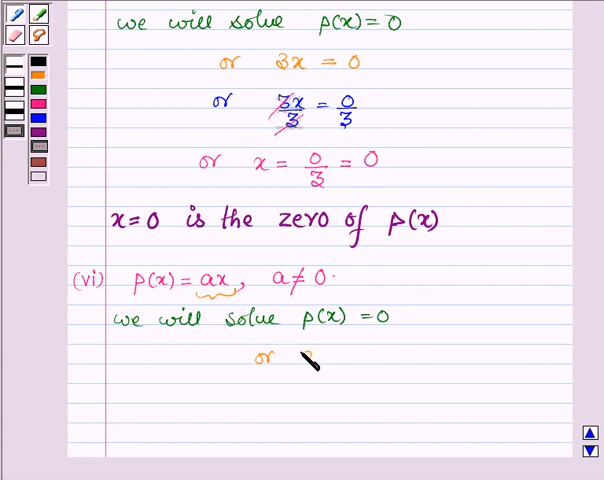 we will solve p(x) = 0
or 3x = 0
or 3x/3 = 0/3
or x = 0/3 = 0
x=0 is the zero of p(x)
(vi) p(x) = ax, a ≠ 0.
we will solve p(x) = 0
or